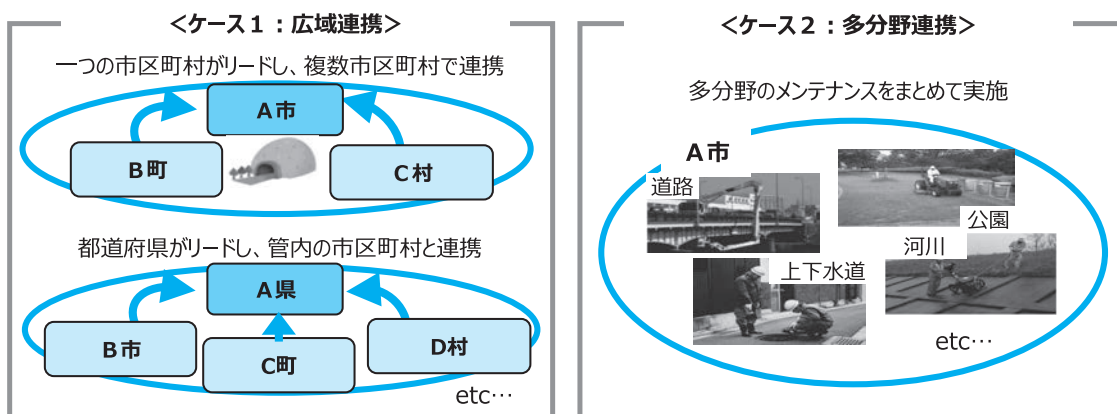 <ケース1：広域連携>
一つの市区町村がリードし、複数市区町村で連携
A市
B町
C村
都道府県がリードし、管内の市区町村と連携
A県
B市
C町
D村
etc…
<ケース2：多分野連携>
多分野のメンテナンスをまとめて実施
A市
道路
公園
河川
上下水道
etc…